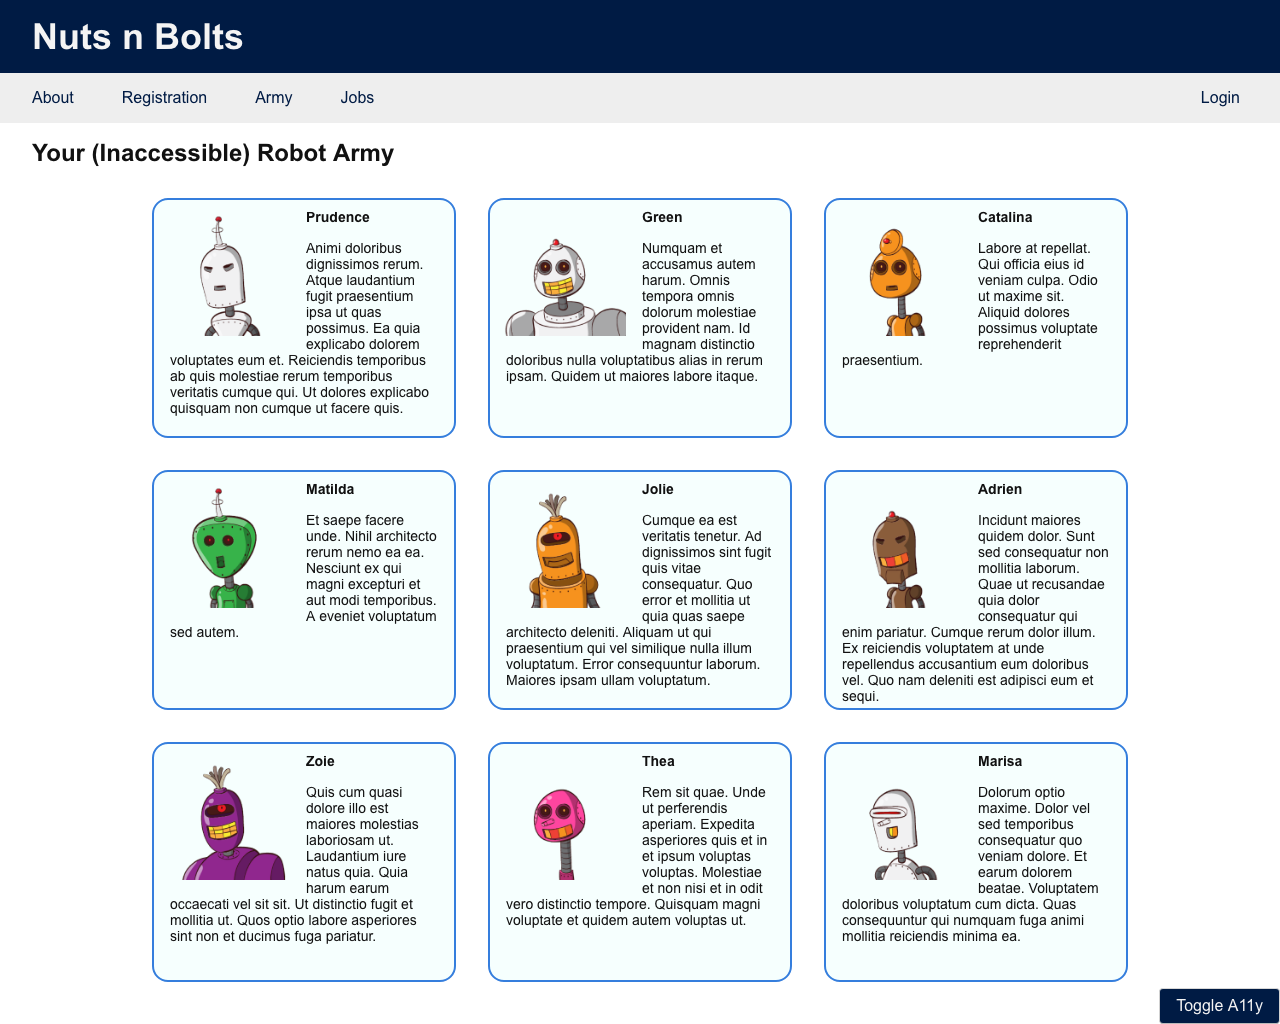 Nuts n Bolts
About Registration Army Jobs Login
Your (Inaccessible) Robot Army
Prudence
Animi doloribus
dignissimos rerum.
Atque laudantium
fugit praesentium
ipsa ut quas
possimus. Ea quia
explicabo dolorem
voluptates eum et. Reiciendis temporibus
ab quis molestiae rerum temporibus
veritatis cumque qui. Ut dolores explicabo
quisquam non cumque ut facere quis.
Green
Numquam et
accusamus autem
harum. Omnis
tempora omnis
dolorum molestiae
provident nam. Id
magnam distinctio
doloribus nulla voluptatibus alias in rerum
ipsam. Quidem ut maiores labore itaque.
Catalina
Labore at repellat.
Qui officia eius id
veniam culpa. Odio
ut maxime sit.
Aliquid dolores
possimus voluptate
reprehenderit
praesentium.
Matilda
Et saepe facere
unde. Nihil architecto
rerum nemo ea ea.
Nesciunt ex qui
magni excepturi et
aut modi temporibus.
A eveniet voluptatum
sed autem.
Jolie
Cumque ea est
veritatis tenetur. Ad
dignissimos sint fugit
quis vitae
consequatur. Quo
error et mollitia ut
quia quas saepe
architecto deleniti. Aliquam ut qui
praesentium qui vel similique nulla illum
voluptatum. Error consequuntur laborum.
Maiores ipsam ullam voluptatum.
Adrien
Incidunt maiores
quidem dolor. Sunt
sed consequatur non
mollitia laborum.
Quae ut recusandae
quia dolor
consequatur qui
enim pariatur. Cumque rerum dolor illum.
Ex reiciendis voluptatem at unde
repellendus accusantium eum doloribus
vel. Quo nam deleniti est adipisci eum et
sequi.
Zoie
Quis cum quasi
dolore illo est
maiores molestias
laboriosam ut.
Laudantium iure
natus quia. Quia
harum earum
occaecati vel sit sit. Ut distinctio fugit et
mollitia ut. Quos optio labore asperiores
sint non et ducimus fuga pariatur.
Thea
Rem sit quae. Unde
ut perferendis
aperiam. Expedita
asperiores quis et in
et ipsum voluptas
voluptas. Molestiae
et non nisi et in odit
vero distinctio tempore. Quisquam magni
voluptate et quidem autem voluptas ut.
Marisa
Dolorum optio
maxime. Dolor vel
sed temporibus
consequatur quo
veniam dolore. Et
earum dolorem
beatae. Voluptatem
doloribus voluptatum cum dicta. Quas
consequuntur qui numquam fuga animi
mollitia reiciendis minima ea.
Toggle A11y